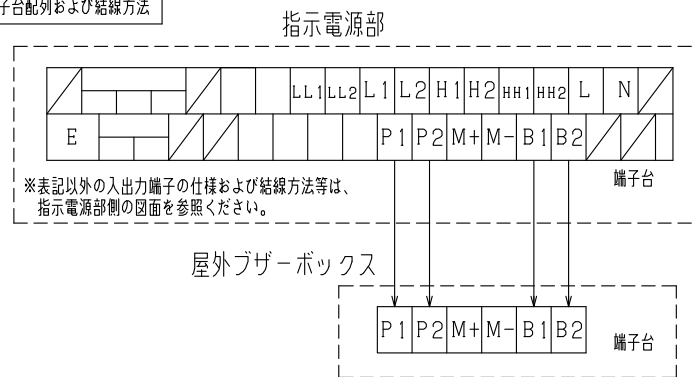 子台配列および結線方法
指示電源部
LL1 LL2 L1 L2 H1 H2 HH1 HH2 L N
E P1 P2 M+ M- B1 B2
※表記以外の入出力端子の仕様および結線方法等は、
指示電源部側の図面を参照ください。
端子台
屋外ブザーボックス
P1 P2 M+ M- B1 B2
端子台